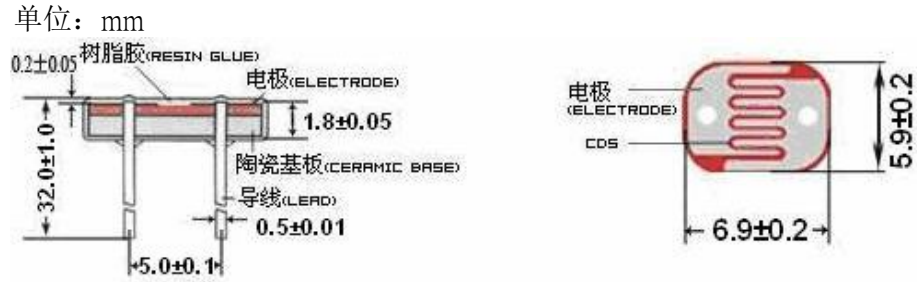 单位：mm
树脂胶(RESIN GLUE)
0.2±0.05
电极(ELECTRODE)
1.8±0.05
32.0±1.0
陶瓷基板(CERAMIC BASE)
导线(LEAD)
0.5±0.01
5.0±0.1
电极
(ELECTRODE)
CDS
5.9±0.2
6.9±0.2